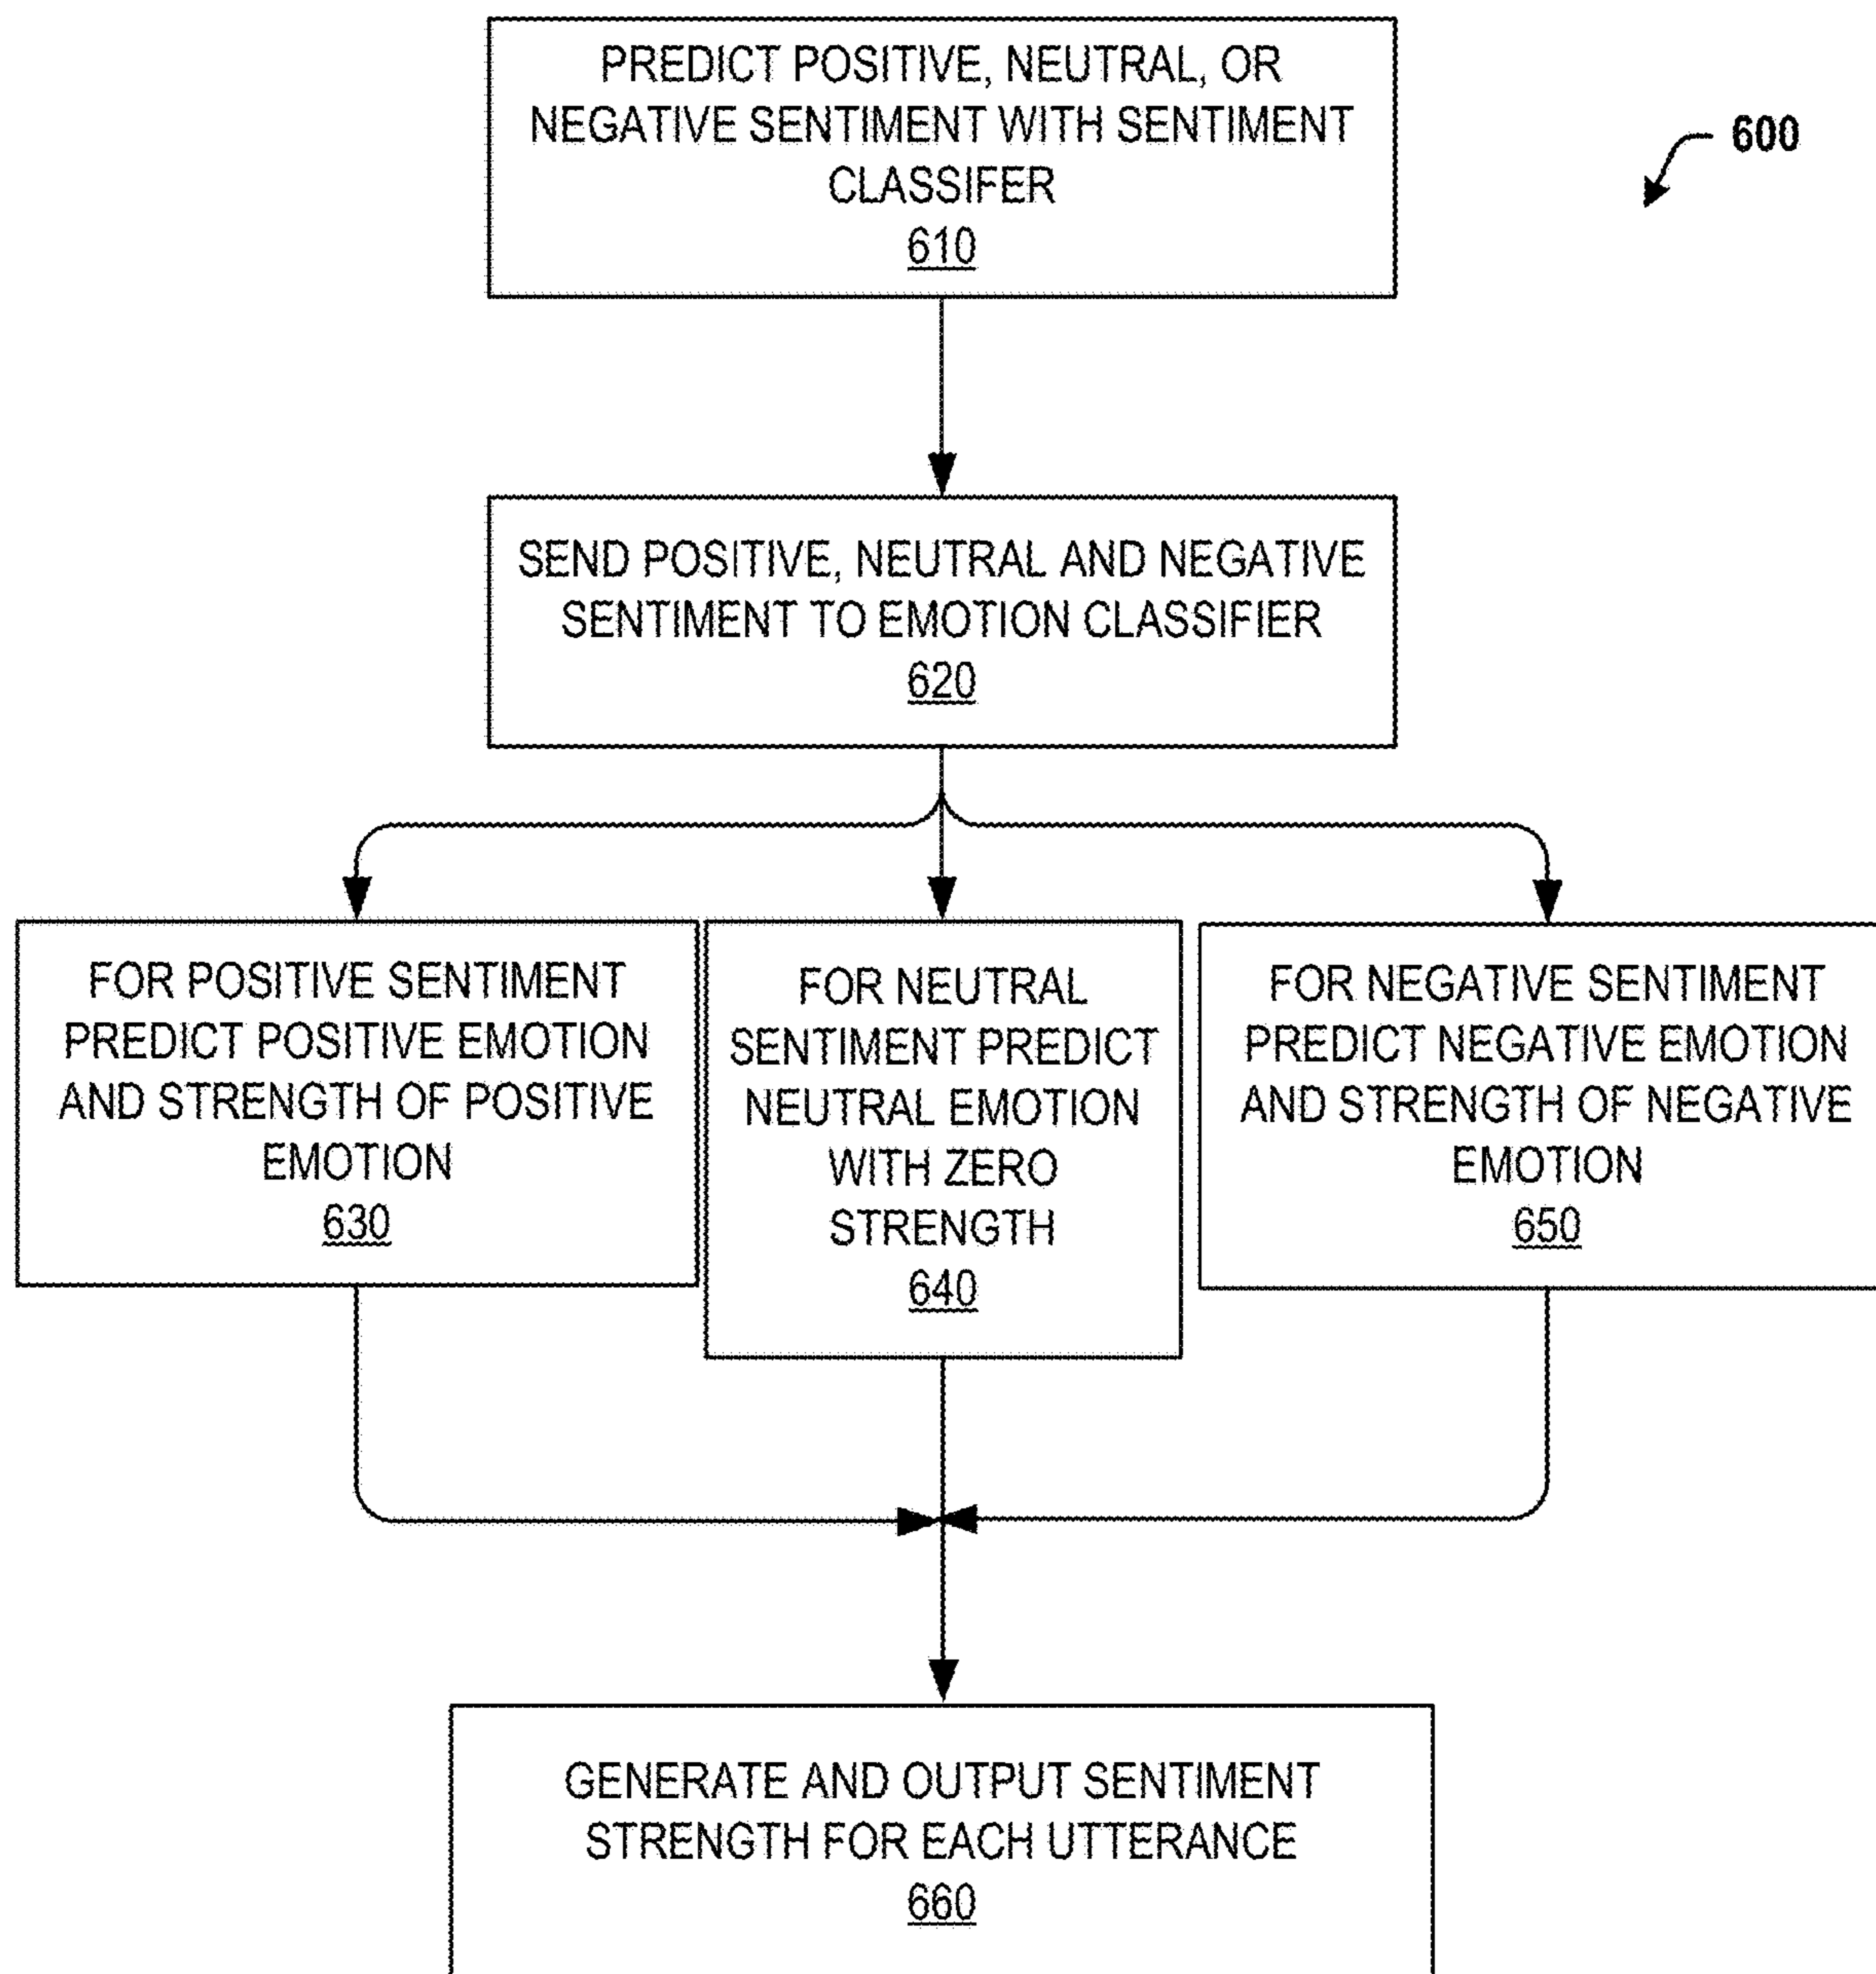 PREDICT POSITIVE, NEUTRAL, OR
NEGATIVE SENTIMENT WITH SENTIMENT
CLASSIFER
610
600
SEND POSITIVE, NEUTRAL AND NEGATIVE
SENTIMENT TO EMOTION CLASSIFIER
620
FOR POSITIVE SENTIMENT
PREDICT POSITIVE EMOTION
AND STRENGTH OF POSITIVE
EMOTION
630
FOR NEUTRAL
SENTIMENT PREDICT
NEUTRAL EMOTION
WITH ZERO
STRENGTH
640
FOR NEGATIVE SENTIMENT
PREDICT NEGATIVE EMOTION
AND STRENGTH OF NEGATIVE
EMOTION
650
GENERATE AND OUTPUT SENTIMENT
STRENGTH FOR EACH UTTERANCE
660